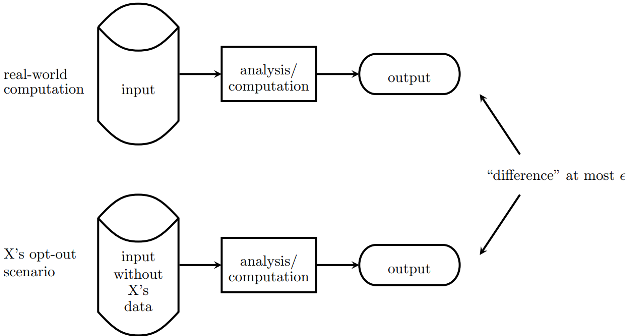 real-world
computation
input
analysis/
computation
output
“difference” at most ϵ
X’s opt-out
scenario
input
without
X’s
data
analysis/
computation
output